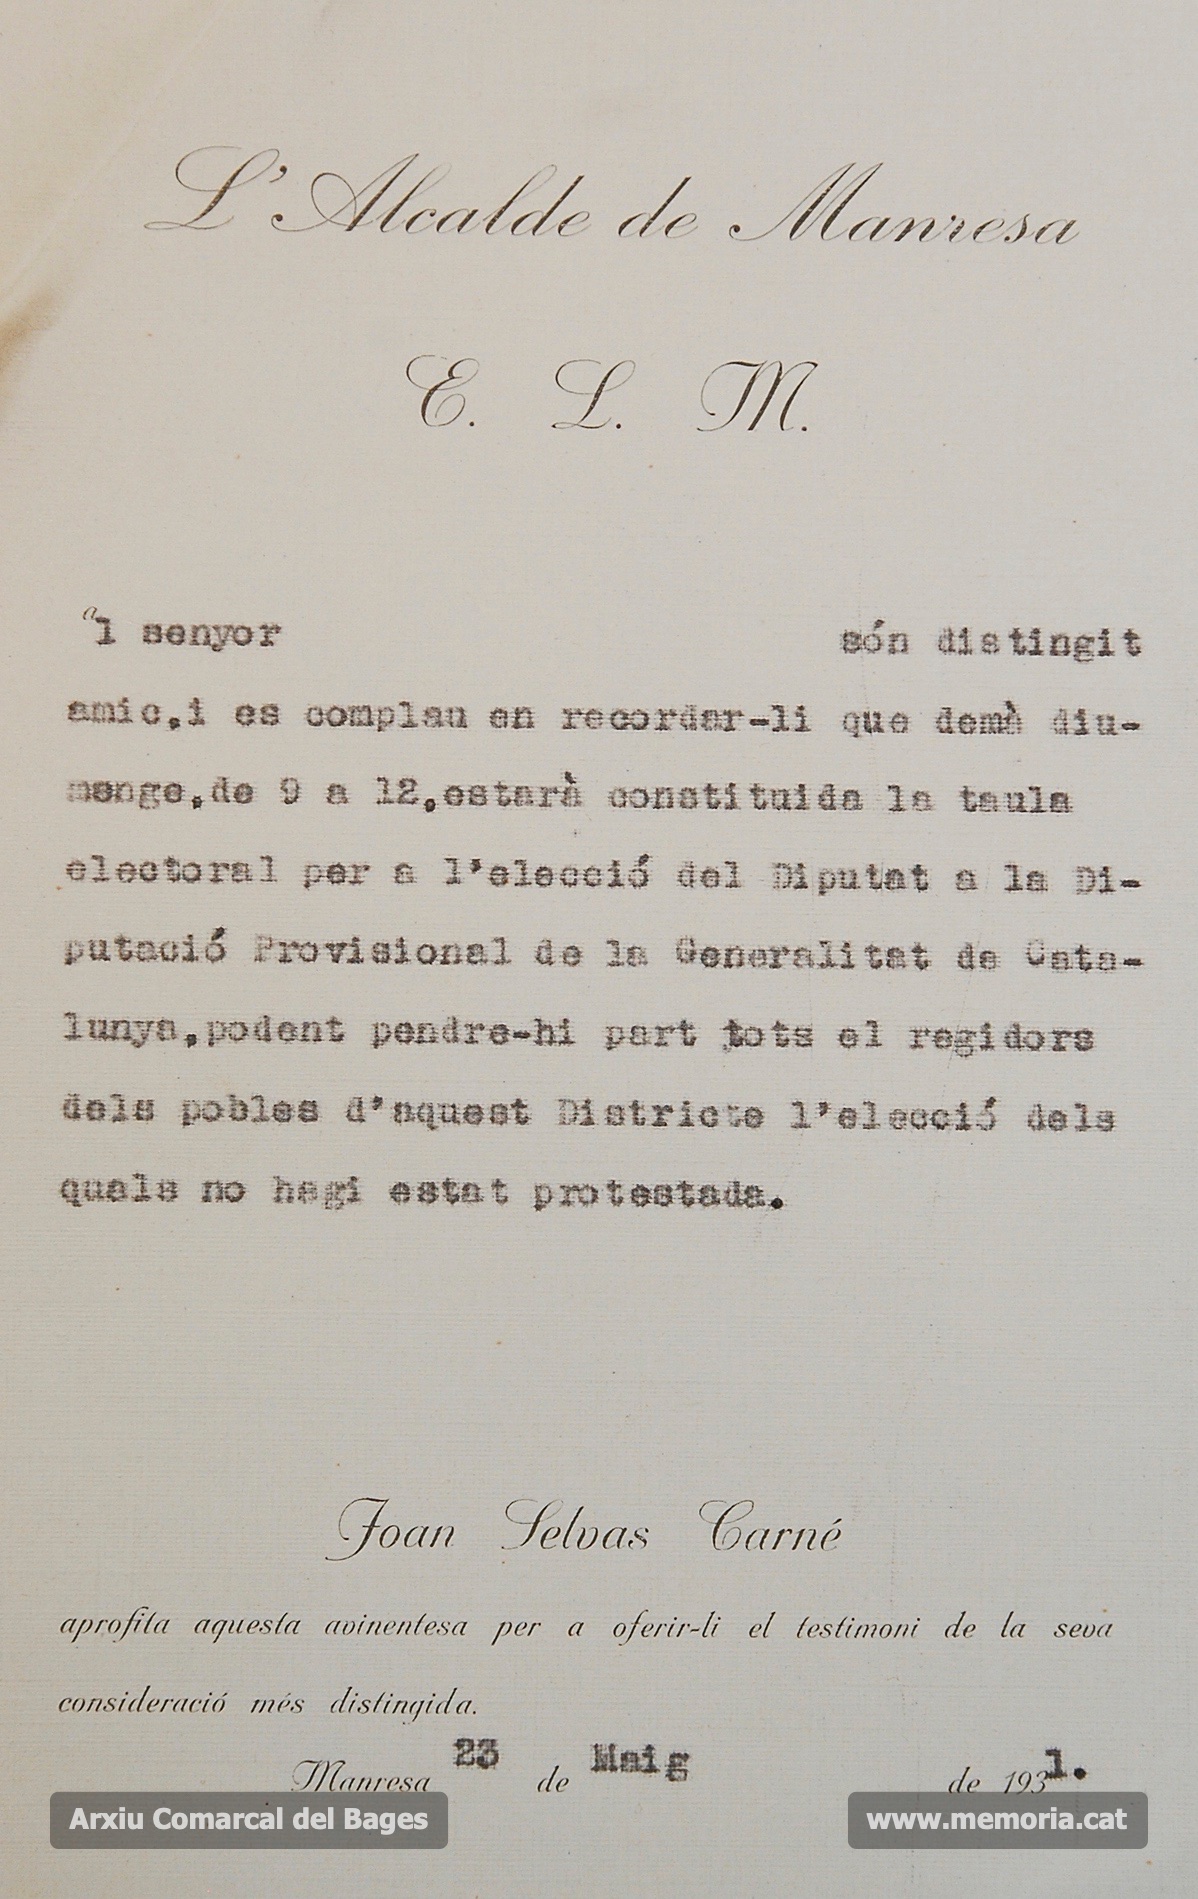 L'Alcalde de Manresa
E. L. M.
al senyor són distingit
amic,i es complau en recordar-li que demà diu-
menge,de 9 a 12,estarà constituida la taula
electoral per a l'elecció del Diputat a la Di-
putació Provisional de la Generalitat de Cata-
lunya,podent pendre-hi part tots el regidors
dels pobles d'aquest Districte l'elecció dels
quals no hagi estat protestada.
Joan Selvas Carné
aprofita aquesta avinentesa per a oferir-li el testimoni de la seva
consideració més distingida.
Manresa 23 de Maig de 1931.
Arxiu Comarcal del Bages www.memoria.cat